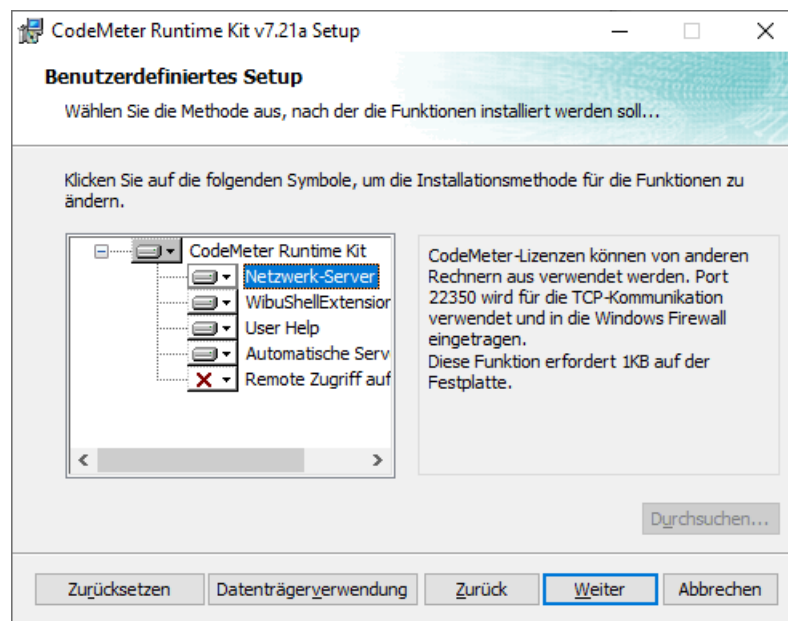 CodeMeter Runtime Kit v7.21a Setup
Benutzerdefiniertes Setup
Wählen Sie die Methode aus, nach der die Funktionen installiert werden soll...
Klicken Sie auf die folgenden Symbole, um die Installationsmethode für die Funktionen zu
ändern.
CodeMeter Runtime Kit
Netzwerk-Server
WibuShellExtension
User Help
Automatische Serv
Remote Zugriff auf
CodeMeter-Lizenzen können von anderen
Rechnern aus verwendet werden. Port
22350 wird für die TCP-Kommunikation
verwendet und in die Windows Firewall
eingetragen.
Diese Funktion erfordert 1KB auf der
Festplatte.
Durchsuchen...
Zurücksetzen
Datenträgerverwendung
Zurück
Weiter
Abbrechen